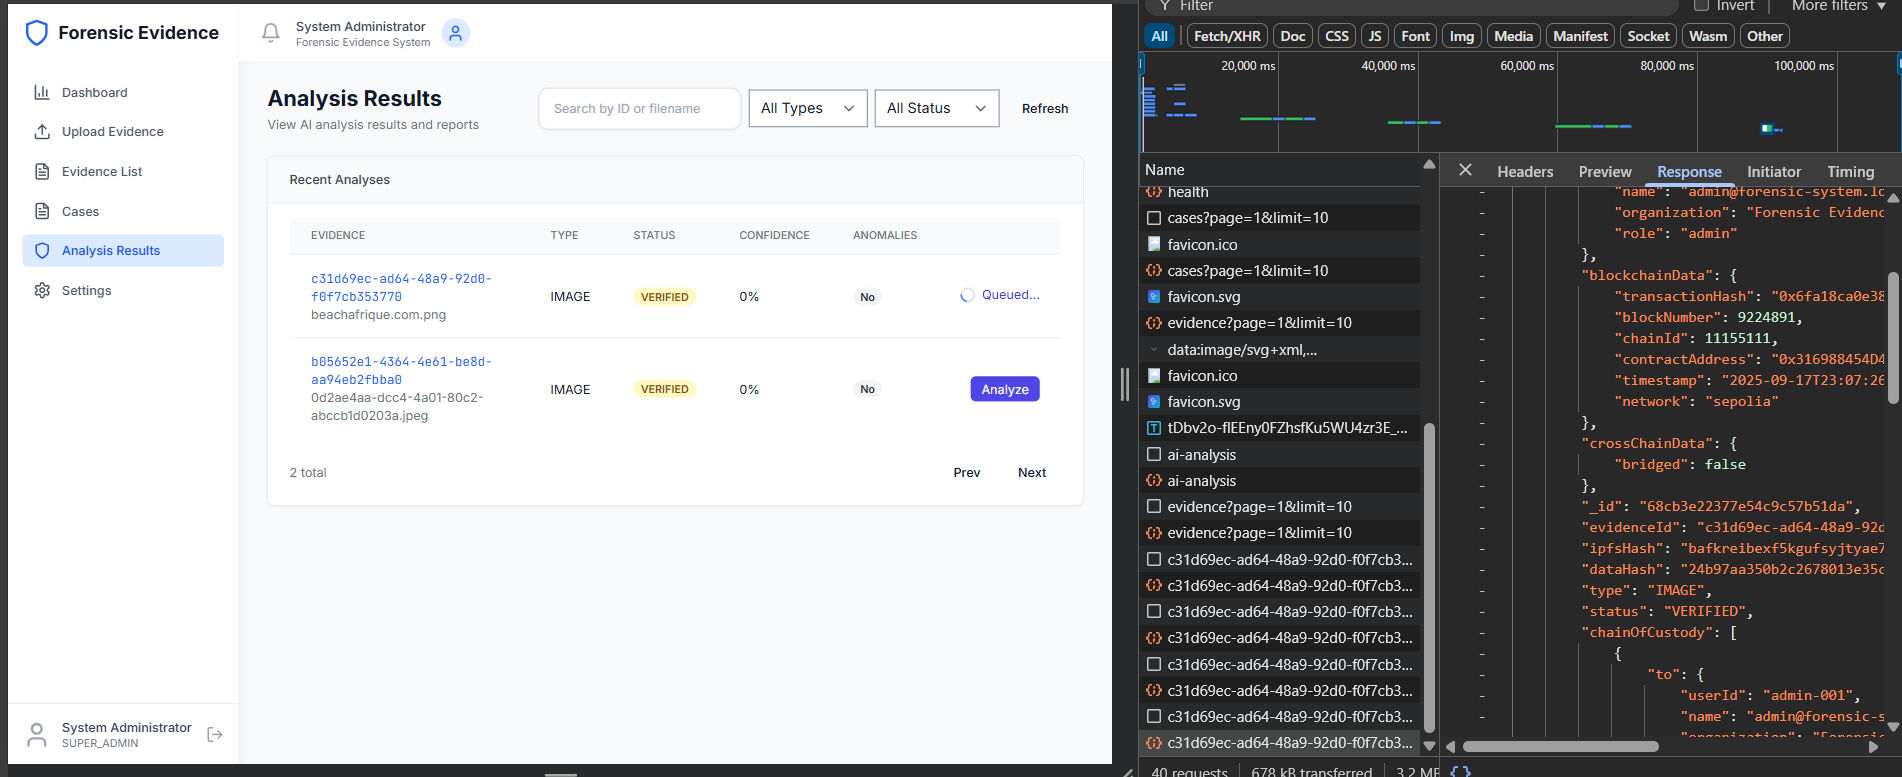 Forensic Evidence
System Administrator
Forensic Evidence System
Dashboard
Upload Evidence
Evidence List
Cases
Analysis Results
Settings
System Administrator
SUPER_ADMIN
Analysis Results
View AI analysis results and reports
Search by ID or filename
All Types
All Status
Refresh
Recent Analyses
EVIDENCE TYPE STATUS CONFIDENCE ANOMALIES
c31d69ec-ad64-48a9-92d0-
f0f7cb353770
beachafrique.com.png
IMAGE VERIFIED 0% No Queued...
b05652e1-4364-4e61-be8d-
aa94eb2fbba0
0d2ae4aa-dcc4-4a01-80c2-
abccb1d0203a.jpeg
IMAGE VERIFIED 0% No Analyze
2 total
Prev Next
Filter Invert More filters
All Fetch/XHR Doc CSS JS Font Img Media Manifest Socket Wasm Other
20,000 ms 40,000 ms 60,000 ms 80,000 ms 100,000 ms
Name
health
cases?page=1&limit=10
favicon.ico
cases?page=1&limit=10
favicon.svg
evidence?page=1&limit=10
data:image/svg+xml,...
favicon.ico
favicon.svg
tDbv2o-flEEny0FZhsfKu5WU4zr3E_...
ai-analysis
ai-analysis
evidence?page=1&limit=10
evidence?page=1&limit=10
c31d69ec-ad64-48a9-92d0-f0f7cb3...
c31d69ec-ad64-48a9-92d0-f0f7cb3...
c31d69ec-ad64-48a9-92d0-f0f7cb3...
c31d69ec-ad64-48a9-92d0-f0f7cb3...
c31d69ec-ad64-48a9-92d0-f0f7cb3...
c31d69ec-ad64-48a9-92d0-f0f7cb3...
c31d69ec-ad64-48a9-92d0-f0f7cb3...
c31d69ec-ad64-48a9-92d0-f0f7cb3...
40 requests 678 kB transferred 3.2 MB
Headers Preview Response Initiator Timing
"name": "admin@forensic-system.lo
"organization": "Forensic Evidenc
"role": "admin"
},
"blockchainData": {
"transactionHash": "0x6fa18ca0e38
"blockNumber": 9224891,
"chainId": 11155111,
"contractAddress": "0x316988454D4
"timestamp": "2025-09-17T23:07:26
"network": "sepolia"
},
"crossChainData": {
"bridged": false
},
"_id": "68cb3e22377e54c9c57b51da",
"evidenceId": "c31d69ec-ad64-48a9-92d
"ipfsHash": "bafkreibexf5kgufsyjtyae7
"dataHash": "24b97aa350b2c2678013e35c
"type": "IMAGE",
"status": "VERIFIED",
"chainOfCustody": [
{
"to": {
"userId": "admin-001",
"name": "admin@forensic-s
"organization": "Forensic